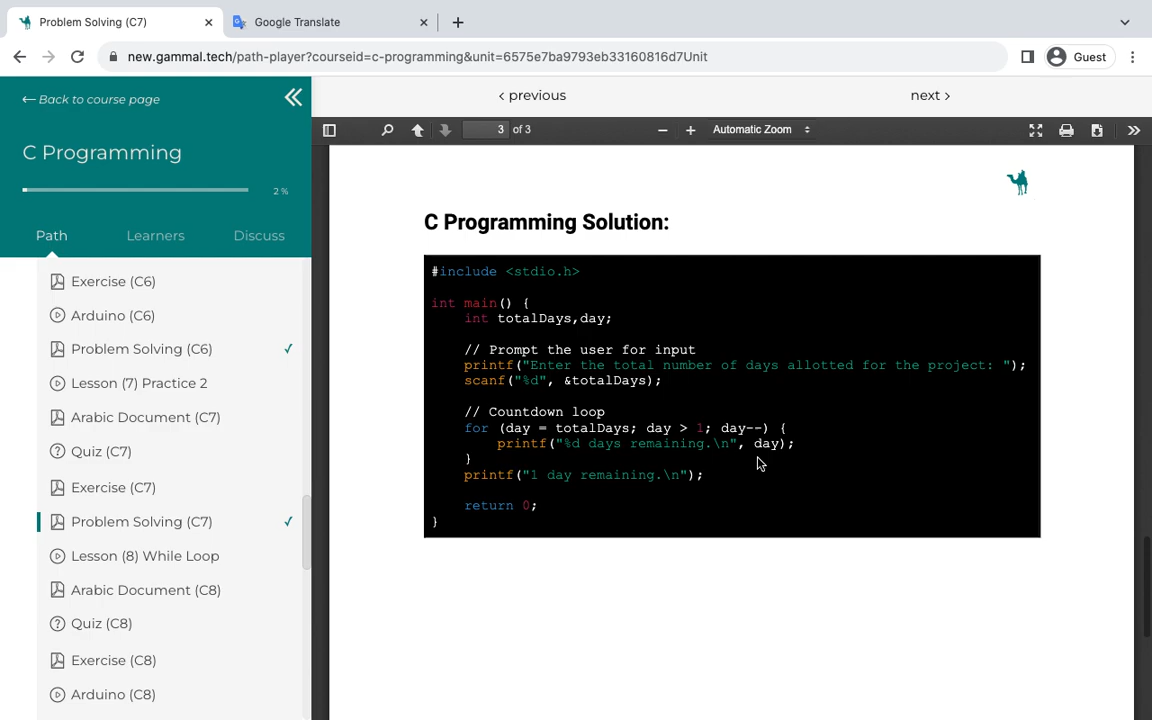 Problem Solving (C7)
Google Translate
new.gammal.tech/path-player?courseid=c-programming&unit=6575e7ba9793eb33160816d7Unit
Guest
Back to course page
C Programming
2 %
Path
Learners
Discuss
Exercise (C6)
Arduino (C6)
Problem Solving (C6)
Lesson (7) Practice 2
Arabic Document (C7)
Quiz (C7)
Exercise (C7)
Problem Solving (C7)
Lesson (8) While Loop
Arabic Document (C8)
Quiz (C8)
Exercise (C8)
Arduino (C8)
< previous
next >
3 of 3
Automatic Zoom
C Programming Solution:
#include <stdio.h>
int main() {
    int totalDays,day;
    // Prompt the user for input
    printf("Enter the total number of days allotted for the project: ");
    scanf("%d", &totalDays);
    // Countdown loop
    for (day = totalDays; day > 1; day--) {
        printf("%d days remaining.\n", day);
    }
    printf("1 day remaining.\n");
    return 0;
}